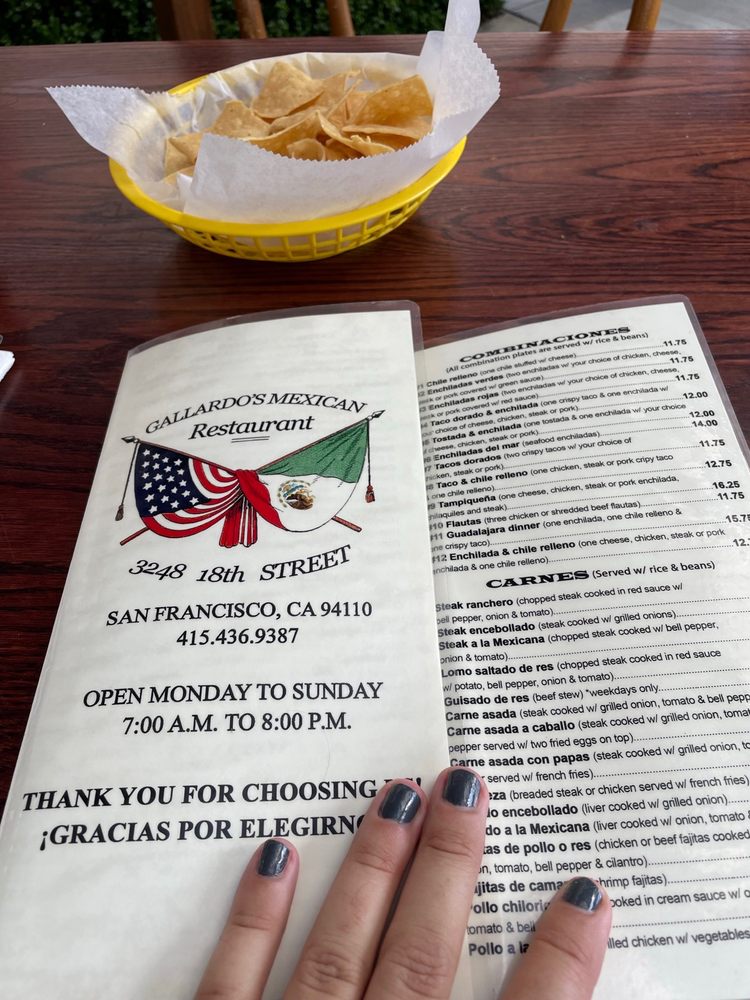 GALLARDO'S MEXICAN
Restaurant
3248 18th STREET
SAN FRANCISCO, CA 94110
415.436.9387
OPEN MONDAY TO SUNDAY
7:00 A.M. TO 8:00 P.M.
THANK YOU FOR CHOOSING
¡GRACIAS POR
COMBINACIONES
(All combination plates are served w/ rice & beans)
Chile relleno (one chile stuffed w/ cheese) 11.75
Enchiladas verdes (two enchiladas w/ your choice of chicken, cheese,
steak or pork covered w/ green sauce) 11.75
Enchiladas rojas (two enchiladas w/ your choice of chicken, cheese,
steak or pork covered w/ red sauce) 11.75
Taco dorado & enchilada (one crispy taco & one enchilada w/
your choice of cheese, chicken, steak or pork) 12.00
Tostada & enchilada (one tostada & one enchilada w/ your choice
of cheese, chicken, steak or pork) 12.00
Enchiladas del mar (seafood enchiladas) 14.00
Tacos dorados (two crispy tacos w/ your choice of
steak or pork) 11.75
Taco & chile relleno (one chicken, steak or pork crispy taco
one chile relleno) 12.75
Tampiqueña (one cheese, chicken, steak or pork enchilada,
chilaquiles and steak) 16.25
#10 Flautas (three chicken or shredded beef flautas) 11.75
#11 Guadalajara dinner (one enchilada, one chile relleno &
one crispy taco) 15.75
#12 Enchilada & chile relleno (one cheese, chicken, steak or pork
enchilada & one chile relleno)
CARNES (Served w/ rice & beans)
Steak ranchero (chopped steak cooked in red sauce w/
bell pepper, onion & tomato)
Steak encebollado (steak cooked w/ grilled onions)
Steak a la Mexicana (chopped steak cooked w/ bell pepper,
onion & tomato)
Lomo saltado de res (chopped steak cooked in red sauce
w/ potato, bell pepper, onion & tomato)
Guisado de res (beef stew) *weekdays only
Carne asada (steak cooked w/ grilled onion, tomato & bell
Carne asada a caballo (steak cooked w/ grilled onion,
pepper served w/ two fried eggs on top)
Carne asada con papas (steak cooked w/ grilled onion,
served w/ french fries)
(breaded steak or chicken served w/ french fries)
encebollado (liver cooked w/ grilled onion)
a la Mexicana (liver cooked w/ onion, tomato &
de pollo o res (chicken or beef fajitas cooked
tomato, bell pepper & cilantro)
de (shrimp fajitas)
Pollo in cream sauce w/
tomato &
Pollo a chicken w/ vegetables